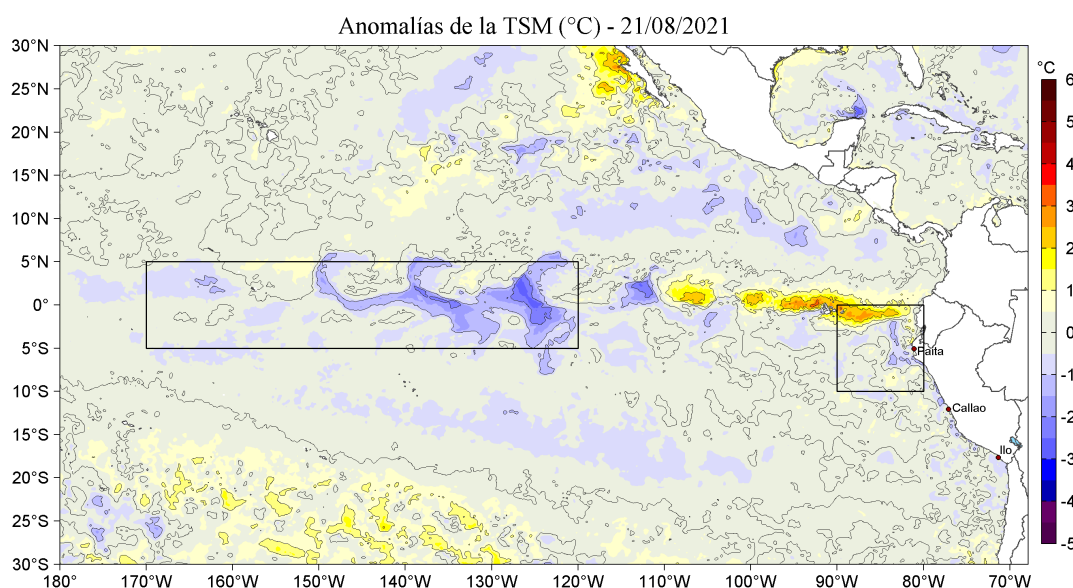 Anomalías de la TSM (°C) - 21/08/2021
30°N
25°N
20°N
15°N
10°N
5°N
0°
5°S
10°S
15°S
20°S
25°S
30°S
180° 170°W 160°W 150°W 140°W 130°W 120°W 110°W 100°W 90°W 80°W 70°W
Paita
Callao
Ilo
°C
6
5
4
3
2
1
0
-1
-2
-3
-4
-5